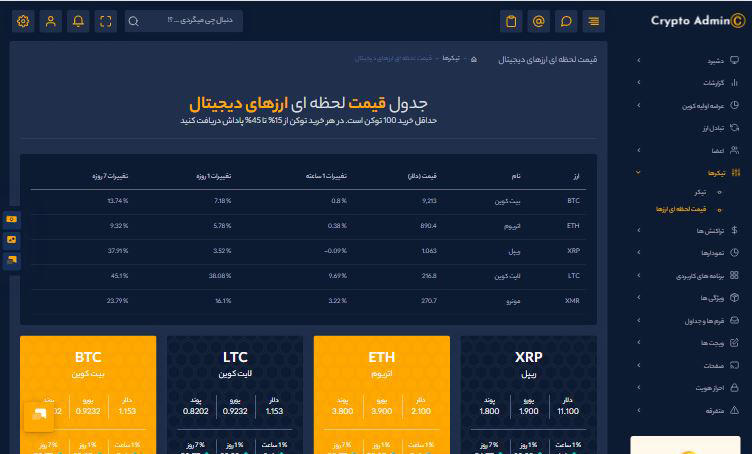 Crypto Admin
دنبال چی میگردی ... ؟!
قیمت لحظه ای ارزهای دیجیتال
تیکرها - قیمت لحظه ای ارزهای دیجیتال
دشبرد
گزارشات
عرضه اولیه کوین
تبادل ارز
اعضا
تیکرها
تیکر
قیمت لحظه ای ارزها
تراکنش ها
نمودارها
برنامه های کاربردی
ویژگی ها
فرم ها و جداول
ویجت ها
صفحات
احراز هویت
متفرقه
جدول قیمت لحظه ای ارزهای دیجیتال
حداقل خرید 100 توکن است. در هر خرید توکن از 15% تا 45% پاداش دریافت کنید
ارز نام قیمت (دلار) تغییرات 1 ساعته تغییرات 1 روزه تغییرات 7 روزه
BTC بیت کوین 9,213 0.8 % 7.18 % 13.74 %
ETH اتریوم 890.4 0.38 % 5.78 % 9.32 %
XRP ریپل 1.063 -0.09 % 3.52 % 37.91 %
LTC لایت کوین 216.8 9.69 % 38.08 % 45.1 %
XMR مونرو 270.7 3.22 % 16.1 % 23.79 %
XRP
ریپل
دلار یورو پوند
11.100 1.900 1.800
1% ساعت 1% روز 7% روز
ETH
اتریوم
دلار یورو پوند
2.100 3.900 3.800
1% ساعت 1% روز 7% روز
LTC
لایت کوین
دلار یورو پوند
1.153 0.9232 0.8202
1% ساعت 1% روز 7% روز
BTC
بیت کوین
دلار یورو پوند
1.153 0.9232
1% ساعت 1% روز 7% روز